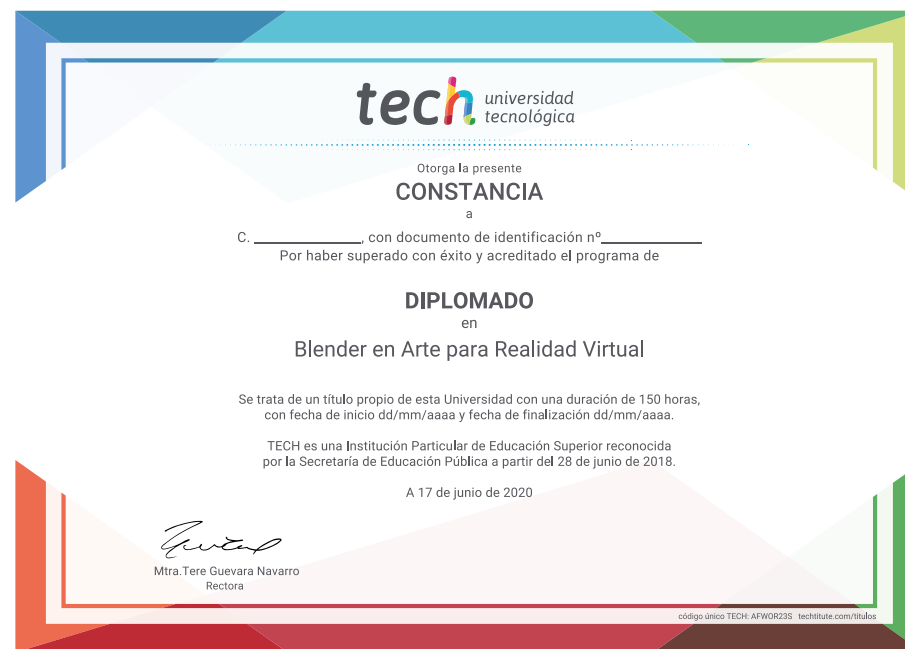 tech universidad
tecnológica
Otorga la presente
CONSTANCIA
a
C. ____________, con documento de identificación nº____________
Por haber superado con éxito y acreditado el programa de
DIPLOMADO
en
Blender en Arte para Realidad Virtual
Se trata de un título propio de esta Universidad con una duración de 150 horas,
con fecha de inicio dd/mm/aaaa y fecha de finalización dd/mm/aaaa.
TECH es una Institución Particular de Educación Superior reconocida
por la Secretaría de Educación Pública a partir del 28 de junio de 2018.
A 17 de junio de 2020
Mtra.Tere Guevara Navarro
Rectora
código único TECH: AFWOR23S techtitute.com/titulos